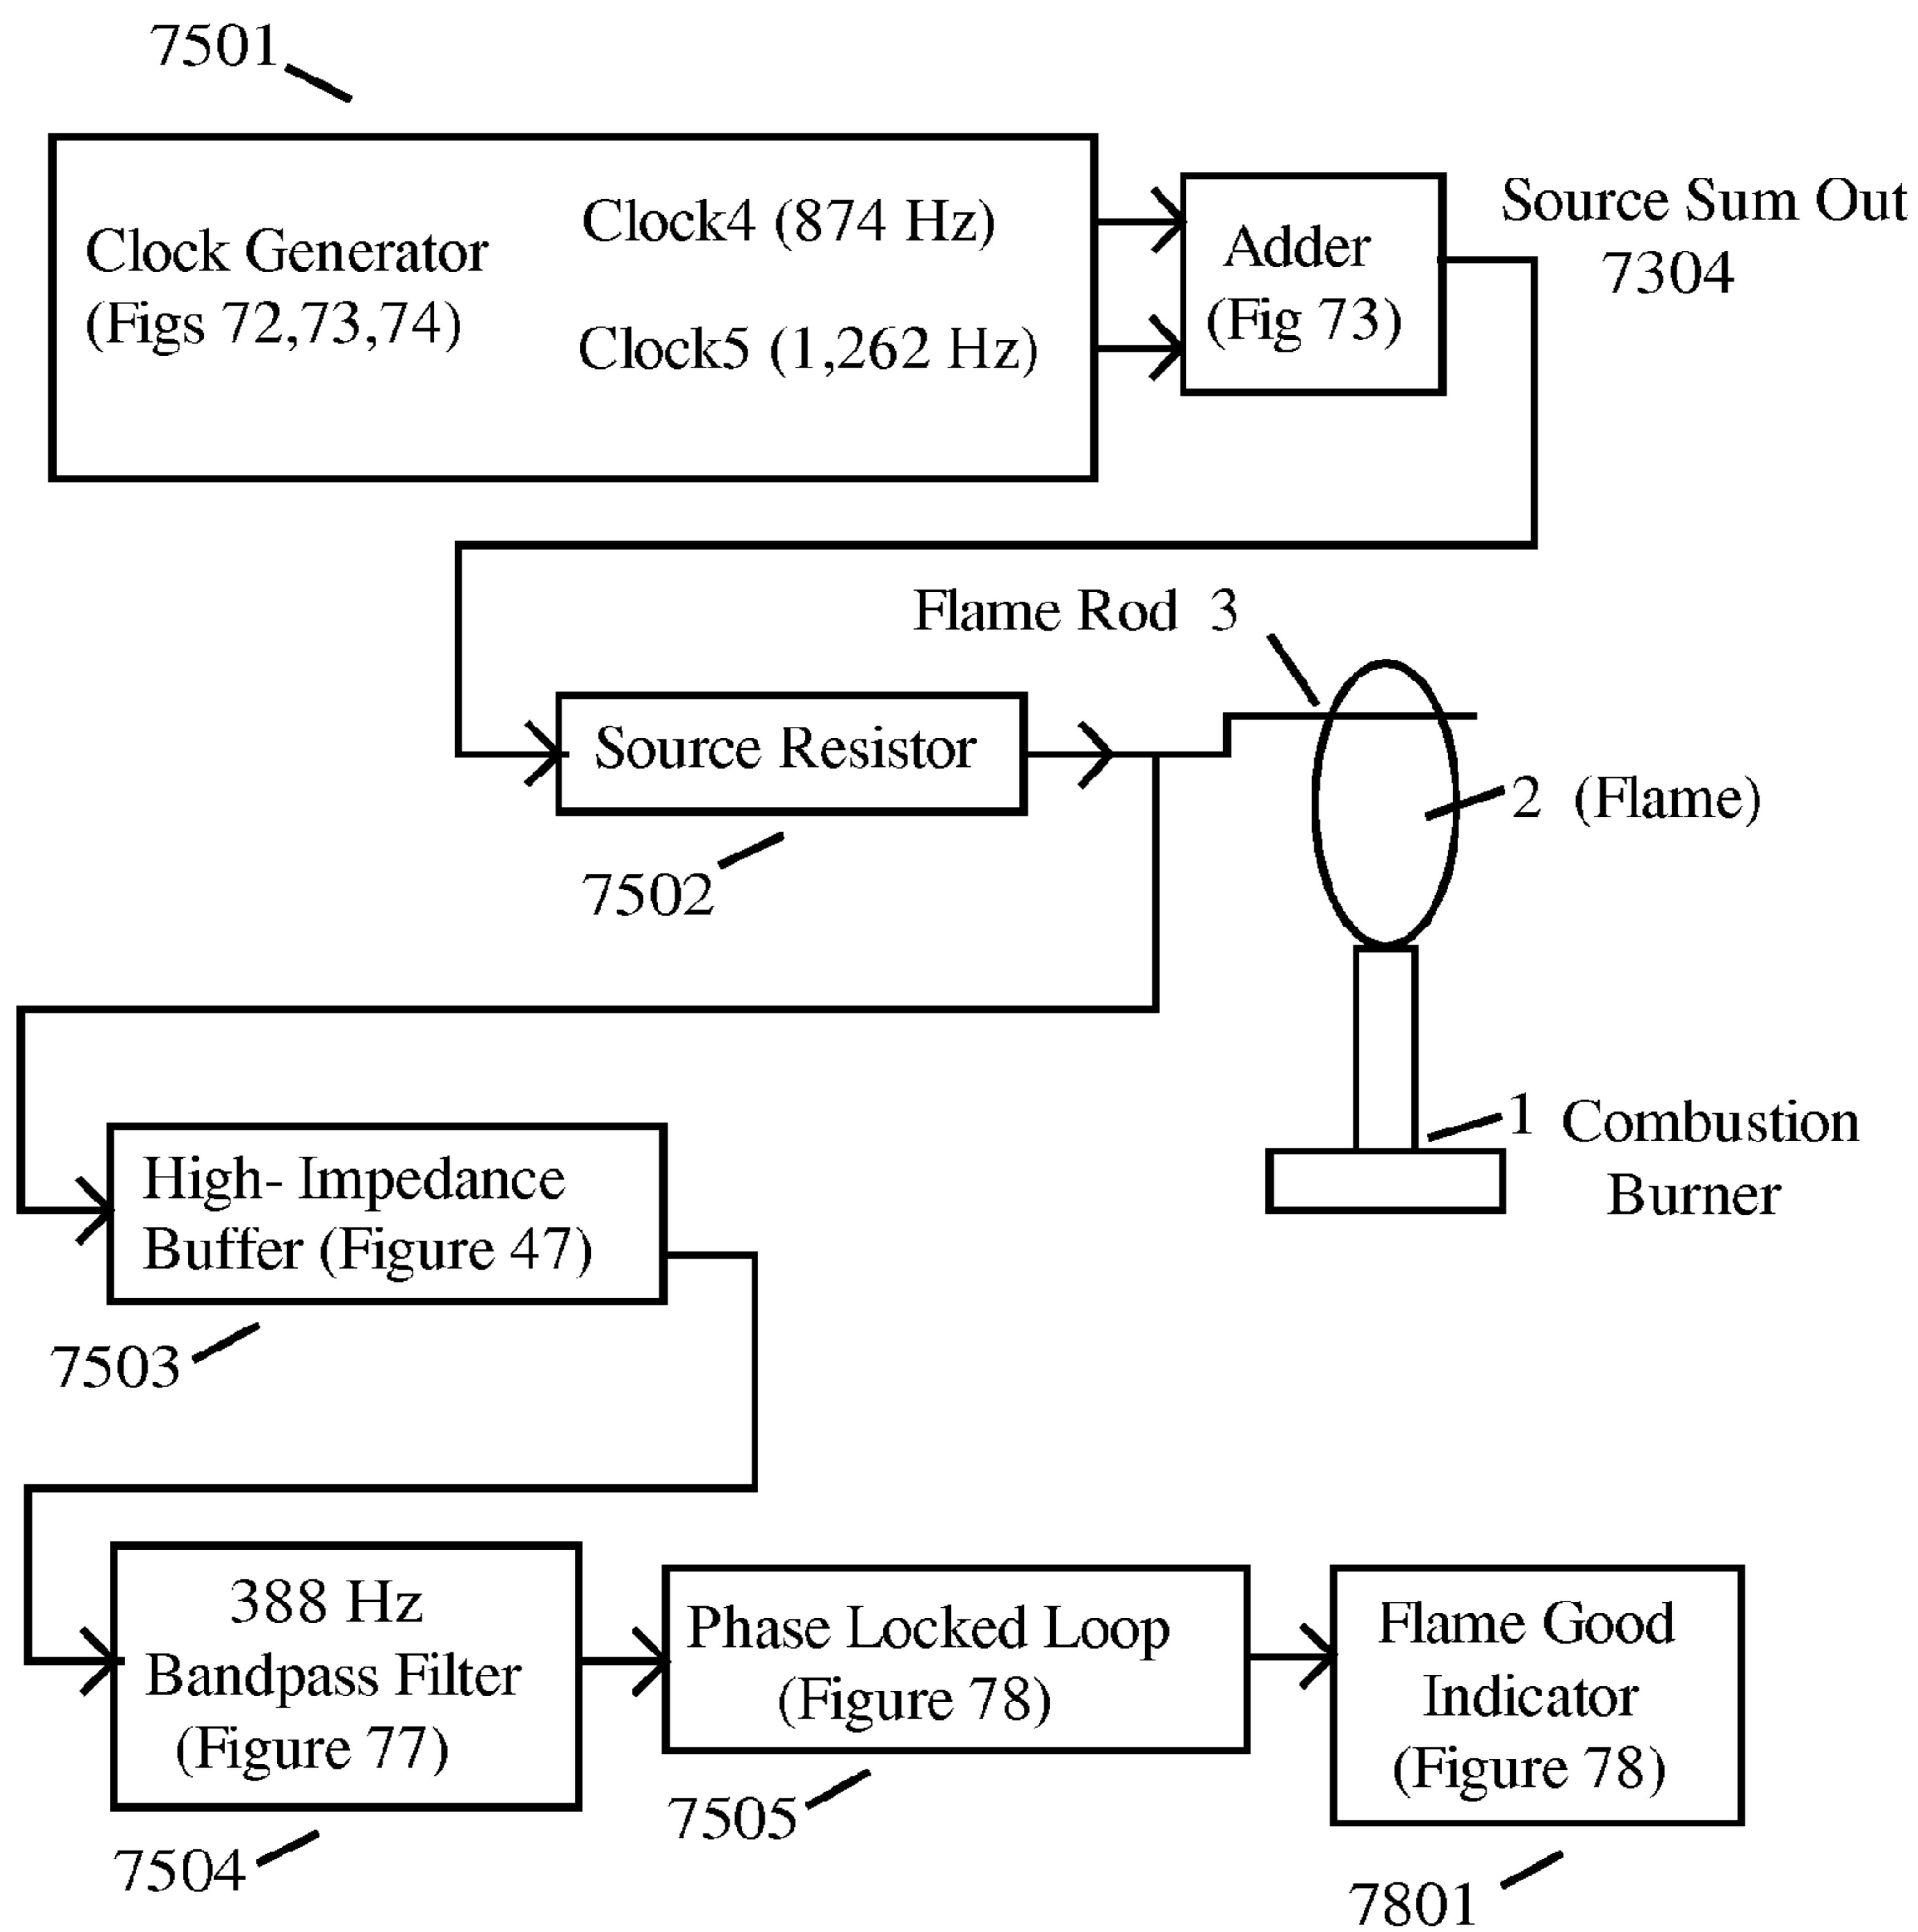 7501
Clock Generator
(Figs 72,73,74)
Clock4 (874 Hz)
Clock5 (1,262 Hz)
Adder
(Fig 73)
Source Sum Out
7304
Flame Rod 3
Source Resistor
7502
2 (Flame)
1 Combustion
Burner
High- Impedance
Buffer (Figure 47)
7503
388 Hz
Bandpass Filter
(Figure 77)
7504
Phase Locked Loop
(Figure 78)
7505
Flame Good
Indicator
(Figure 78)
7801